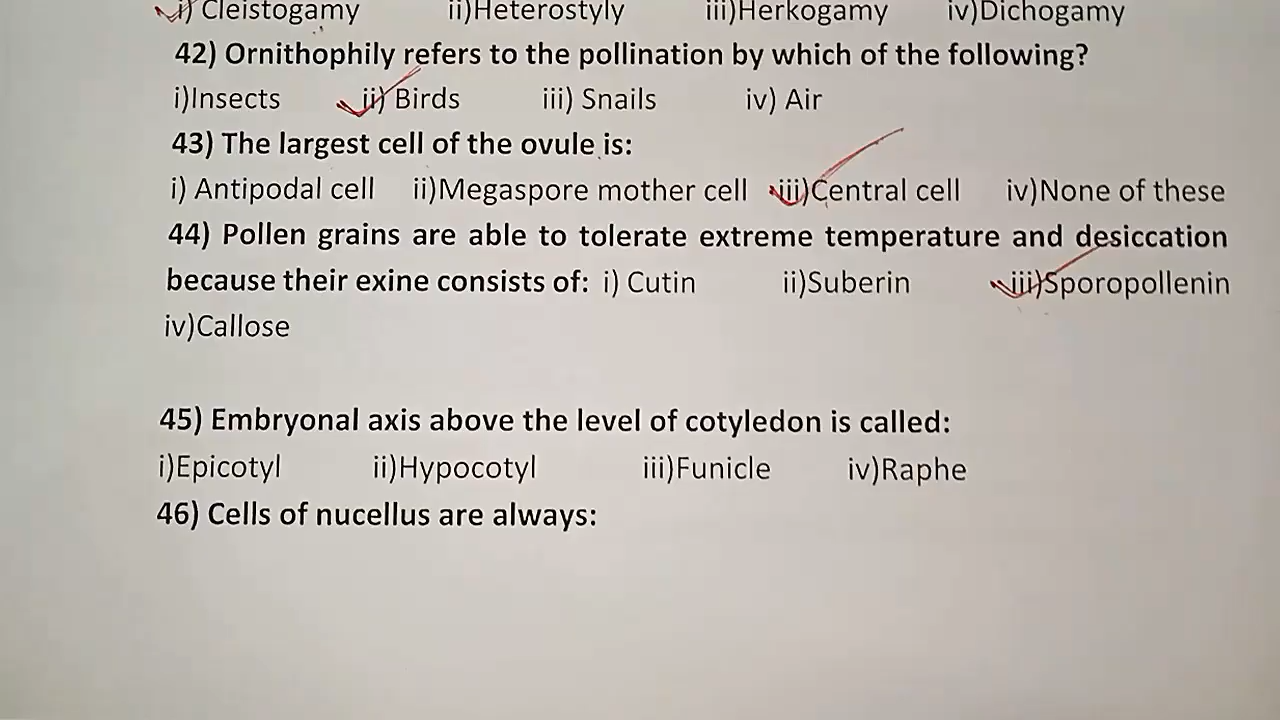 i) Cleistogamy ii)Heterostyly iii)Herkogamy iv)Dichogamy
42) Ornithophily refers to the pollination by which of the following?
i)Insects ii) Birds iii) Snails iv) Air
43) The largest cell of the ovule is:
i) Antipodal cell ii)Megaspore mother cell iii)Central cell iv)None of these
44) Pollen grains are able to tolerate extreme temperature and desiccation
because their exine consists of: i) Cutin ii)Suberin iii)Sporopollenin
iv)Callose
45) Embryonal axis above the level of cotyledon is called:
i)Epicotyl ii)Hypocotyl iii)Funicle iv)Raphe
46) Cells of nucellus are always: